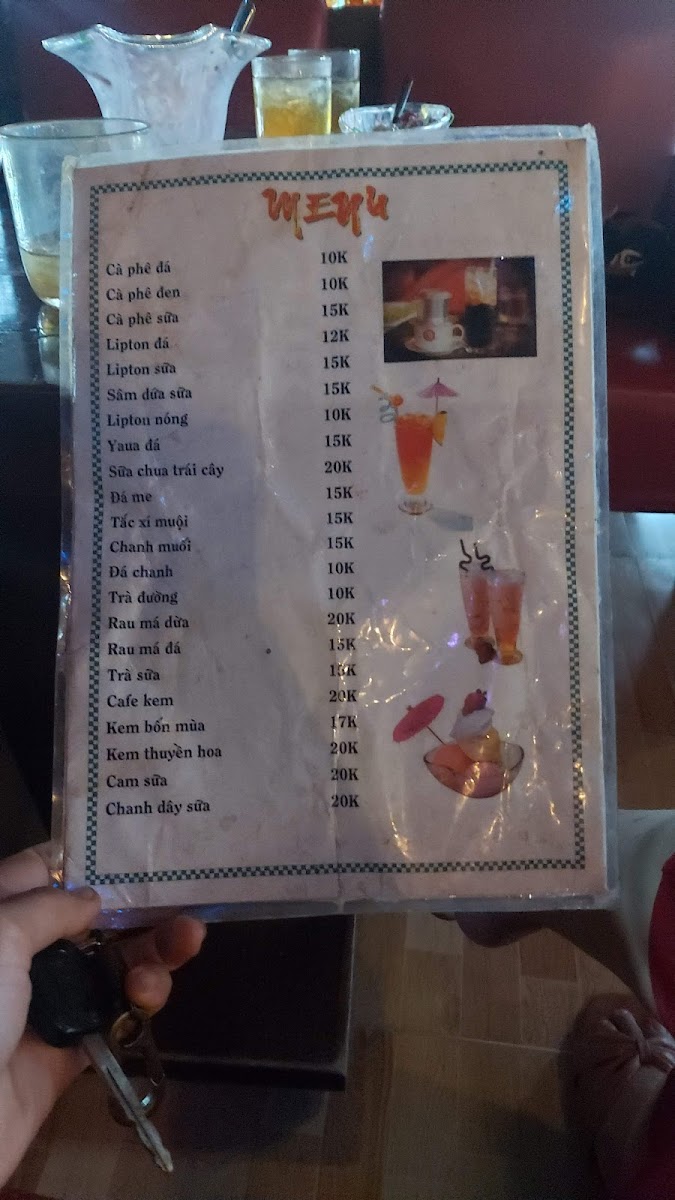 MENU
Cà phê đá 10K
Cà phê đen 10K
Cà phê sữa 15K
Lipton đá 12K
Lipton sữa 15K
Sâm dứa sữa 15K
Lipton nóng 10K
Yaua đá 15K
Sữa chua trái cây 20K
Đá me 15K
Tắc xí muội 15K
Chanh muối 15K
Đá chanh 10K
Trà đường 10K
Rau má dừa 20K
Rau má đá 15K
Trà sữa 15K
Cafe kem 20K
Kem bốn mùa 17K
Kem thuyền hoa 20K
Cam sữa 20K
Chanh dây sữa 20K